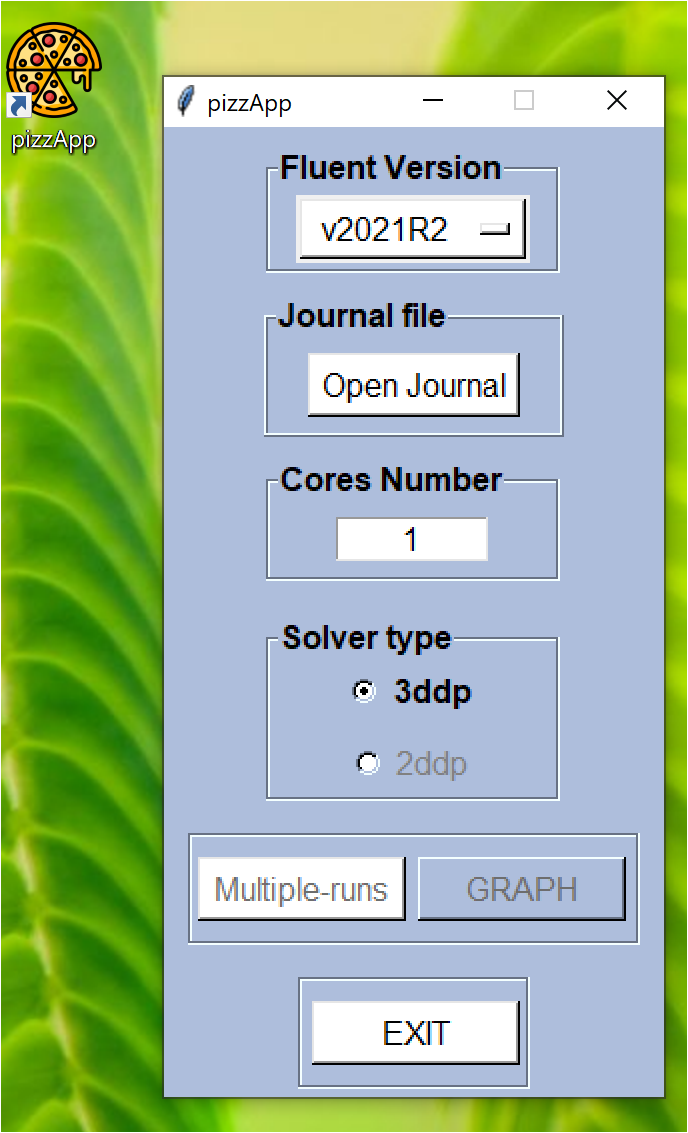 pizzApp
pizzApp
Fluent Version
v2021R2
Journal file
Open Journal
Cores Number
1
Solver type
3ddp
2ddp
Multiple-runs GRAPH
EXIT